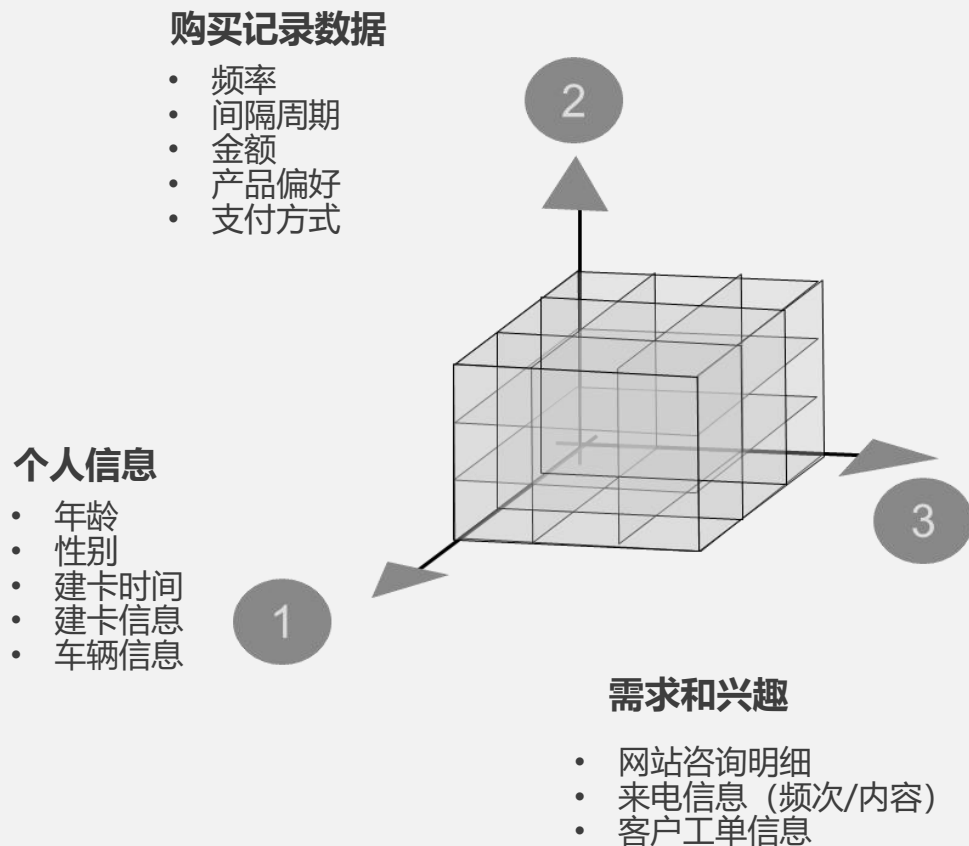 购买记录数据
• 频率
• 间隔周期
• 金额
• 产品偏好
• 支付方式
2
个人信息
• 年龄
• 性别
• 建卡时间
• 建卡信息
• 车辆信息
1
3
需求和兴趣
• 网站咨询明细
• 来电信息（频次/内容）
• 客户工单信息